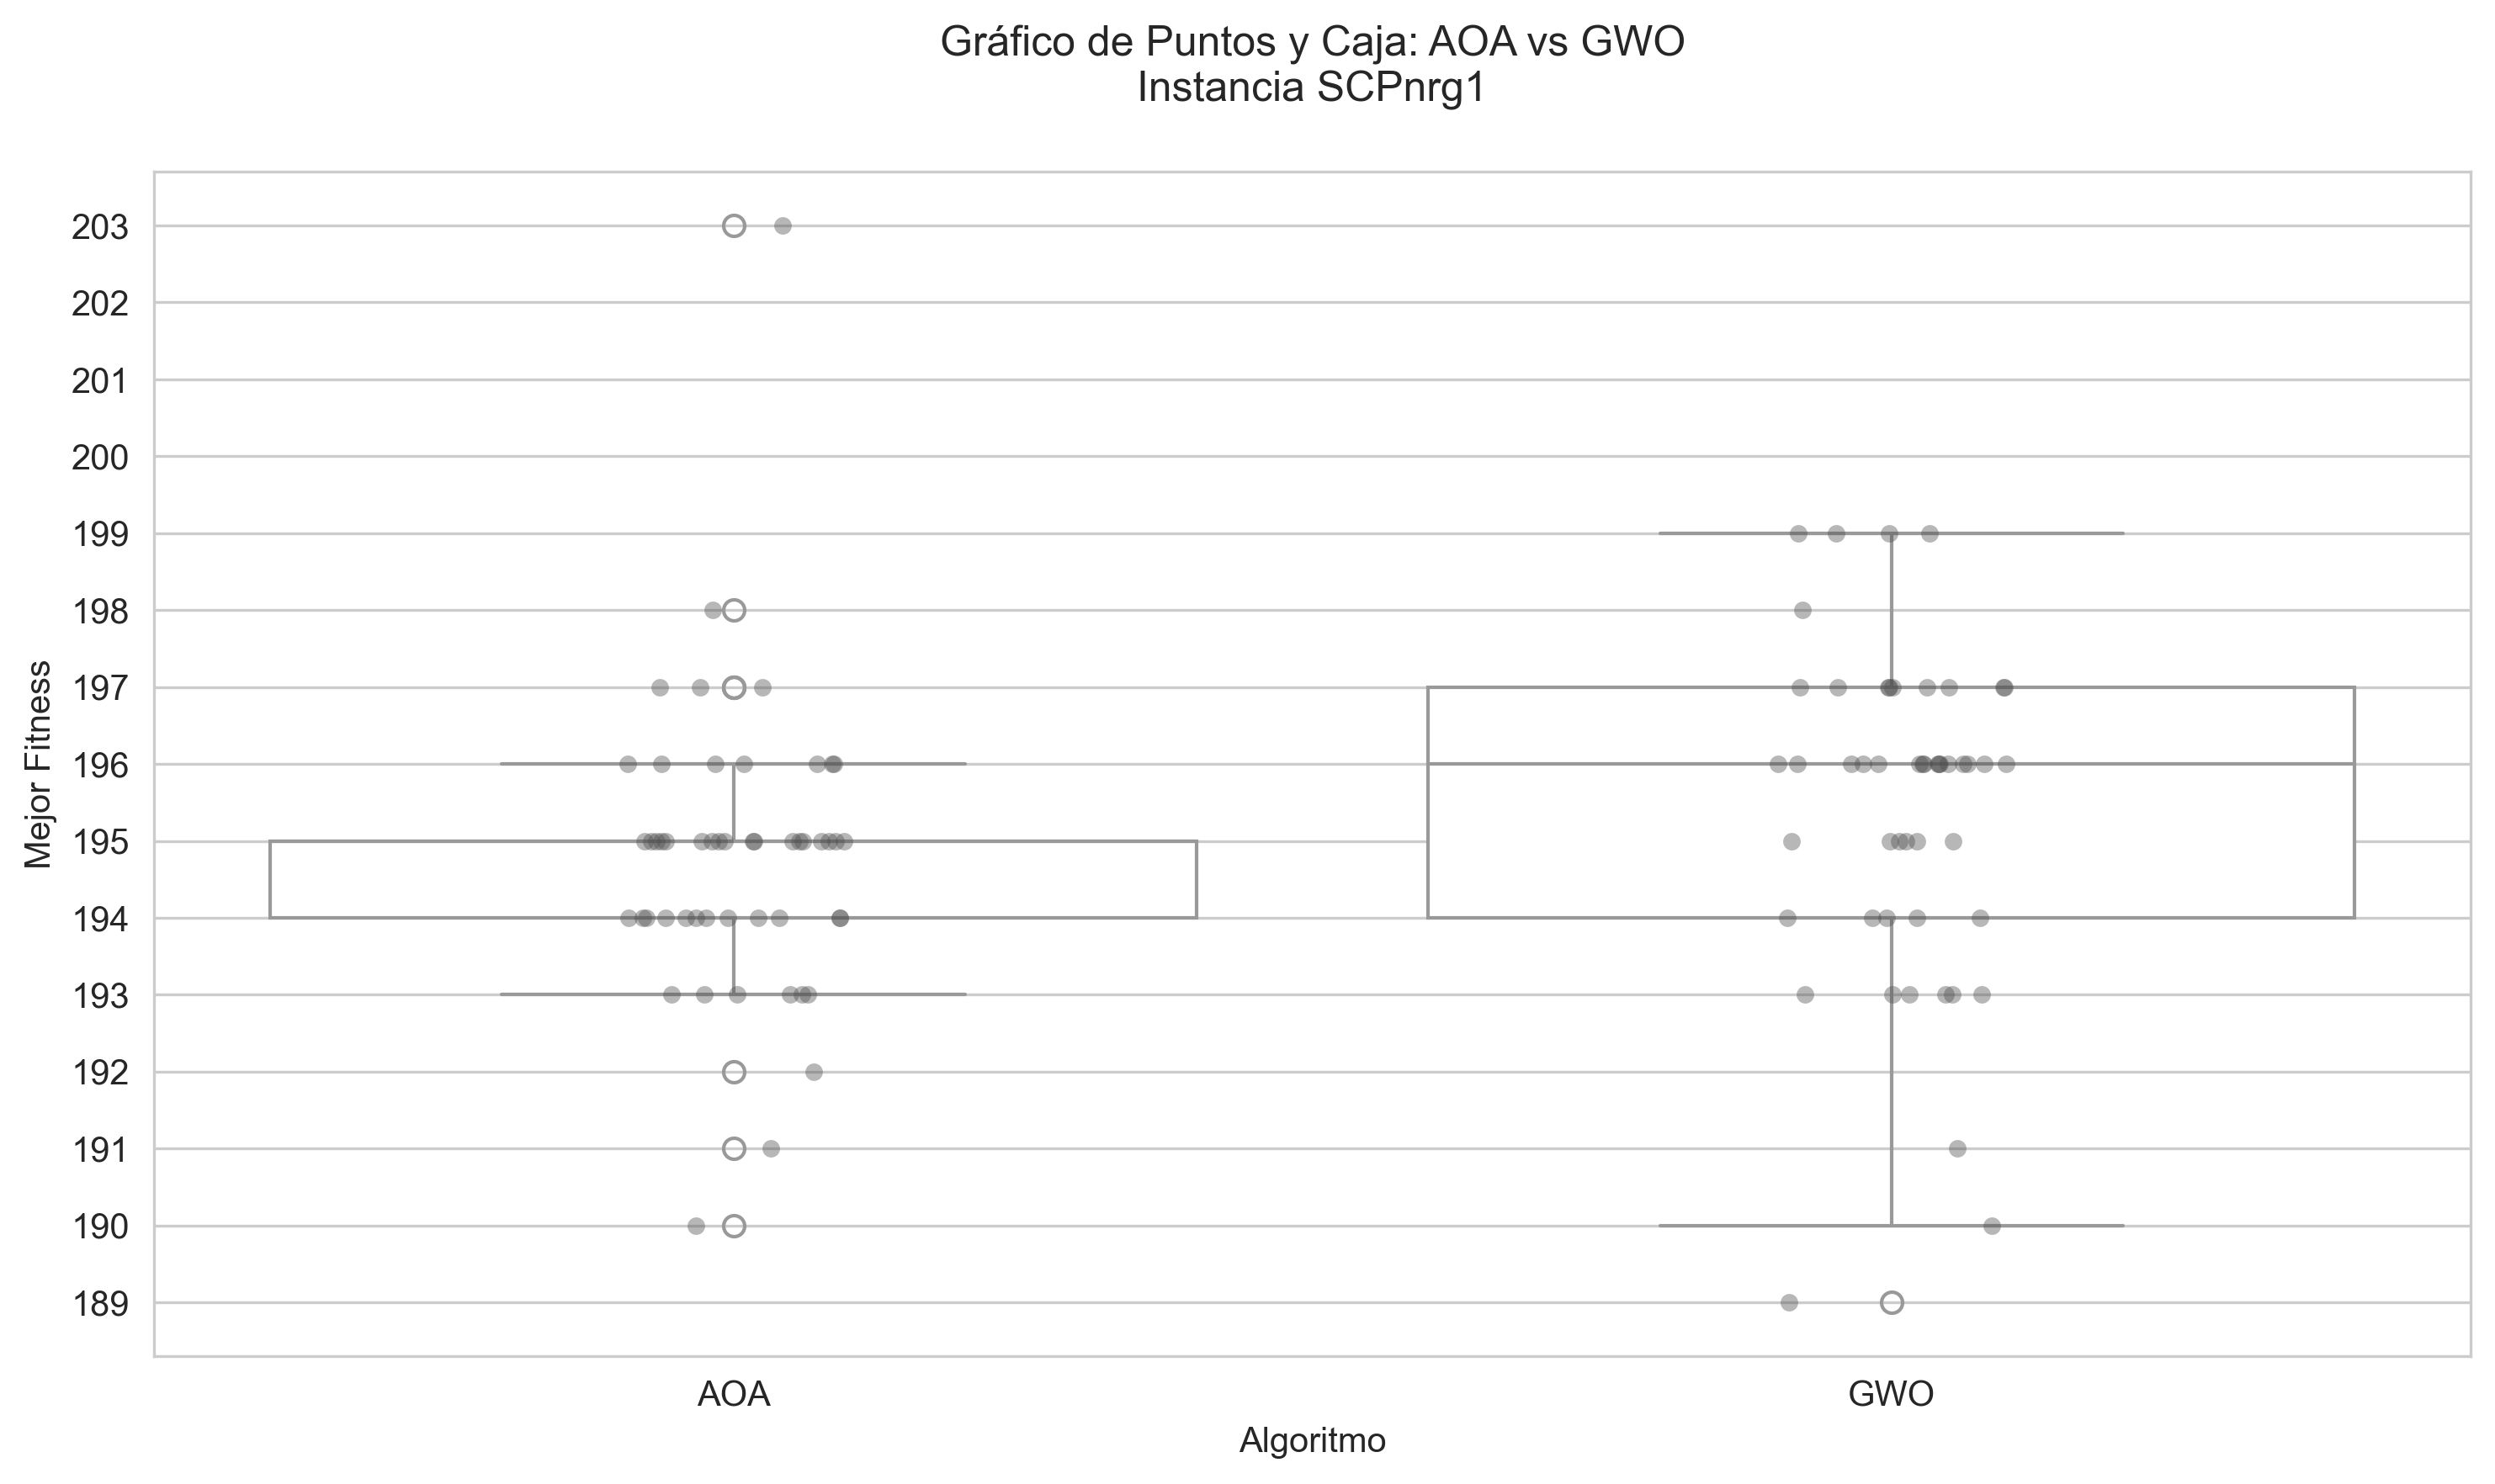 Gráfico de Puntos y Caja: AOA vs GWO
Instancia SCPnrg1
203
202
201
200
199
198
197
196
195
194
193
192
191
190
189
Mejor Fitness
AOA
GWO
Algoritmo